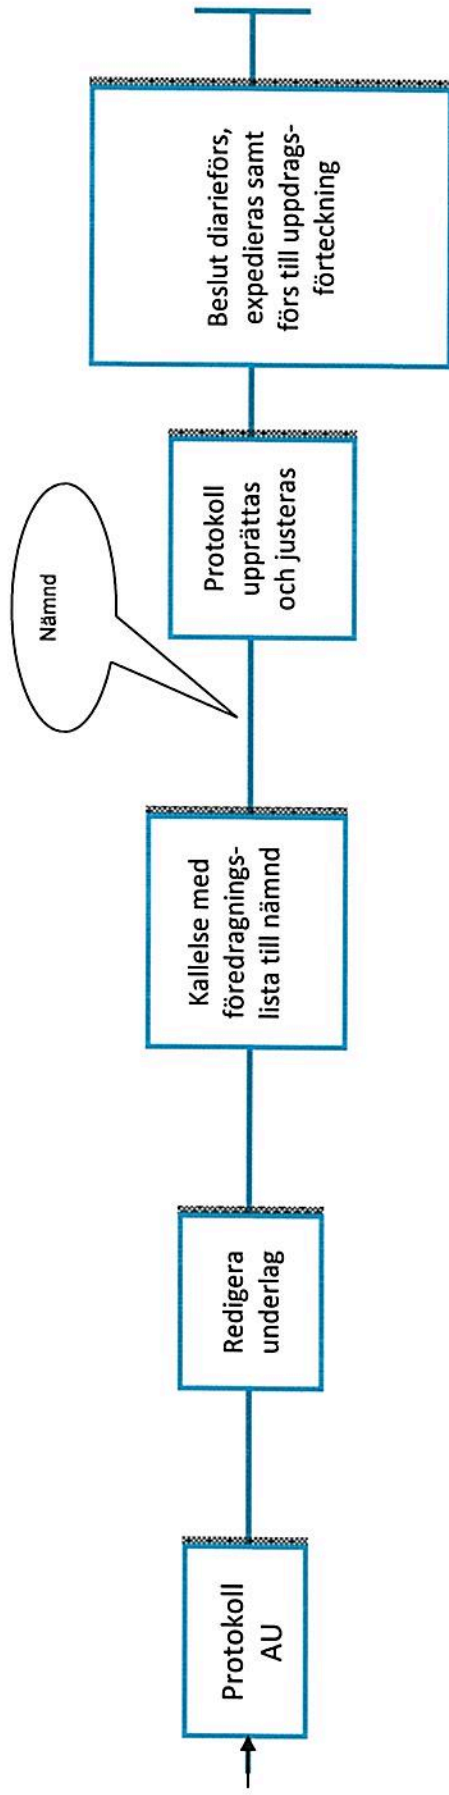 Protokoll
AU
Redigera
underlag
Kallelse med
föredragnings-
lista till nämnd
Nämnd
Protokoll
upprättas
och justeras
Beslut diarieförs,
expedieras samt
förs till uppdrags-
förteckning